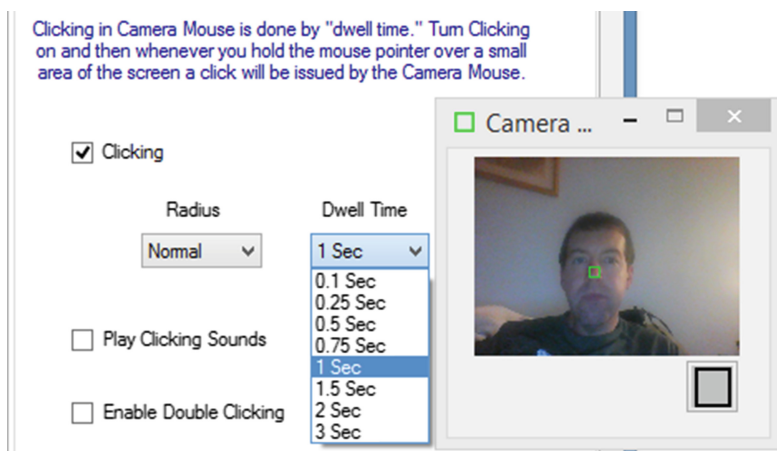 Clicking in Camera Mouse is done by "dwell time." Turn Clicking
on and then whenever you hold the mouse pointer over a small
area of the screen a click will be issued by the Camera Mouse.
Camera ...
Clicking
Radius Dwell Time
Normal 1 Sec
0.1 Sec
0.25 Sec
0.5 Sec
Play Clicking Sounds 0.75 Sec
1 Sec
1.5 Sec
Enable Double Clicking 2 Sec
3 Sec